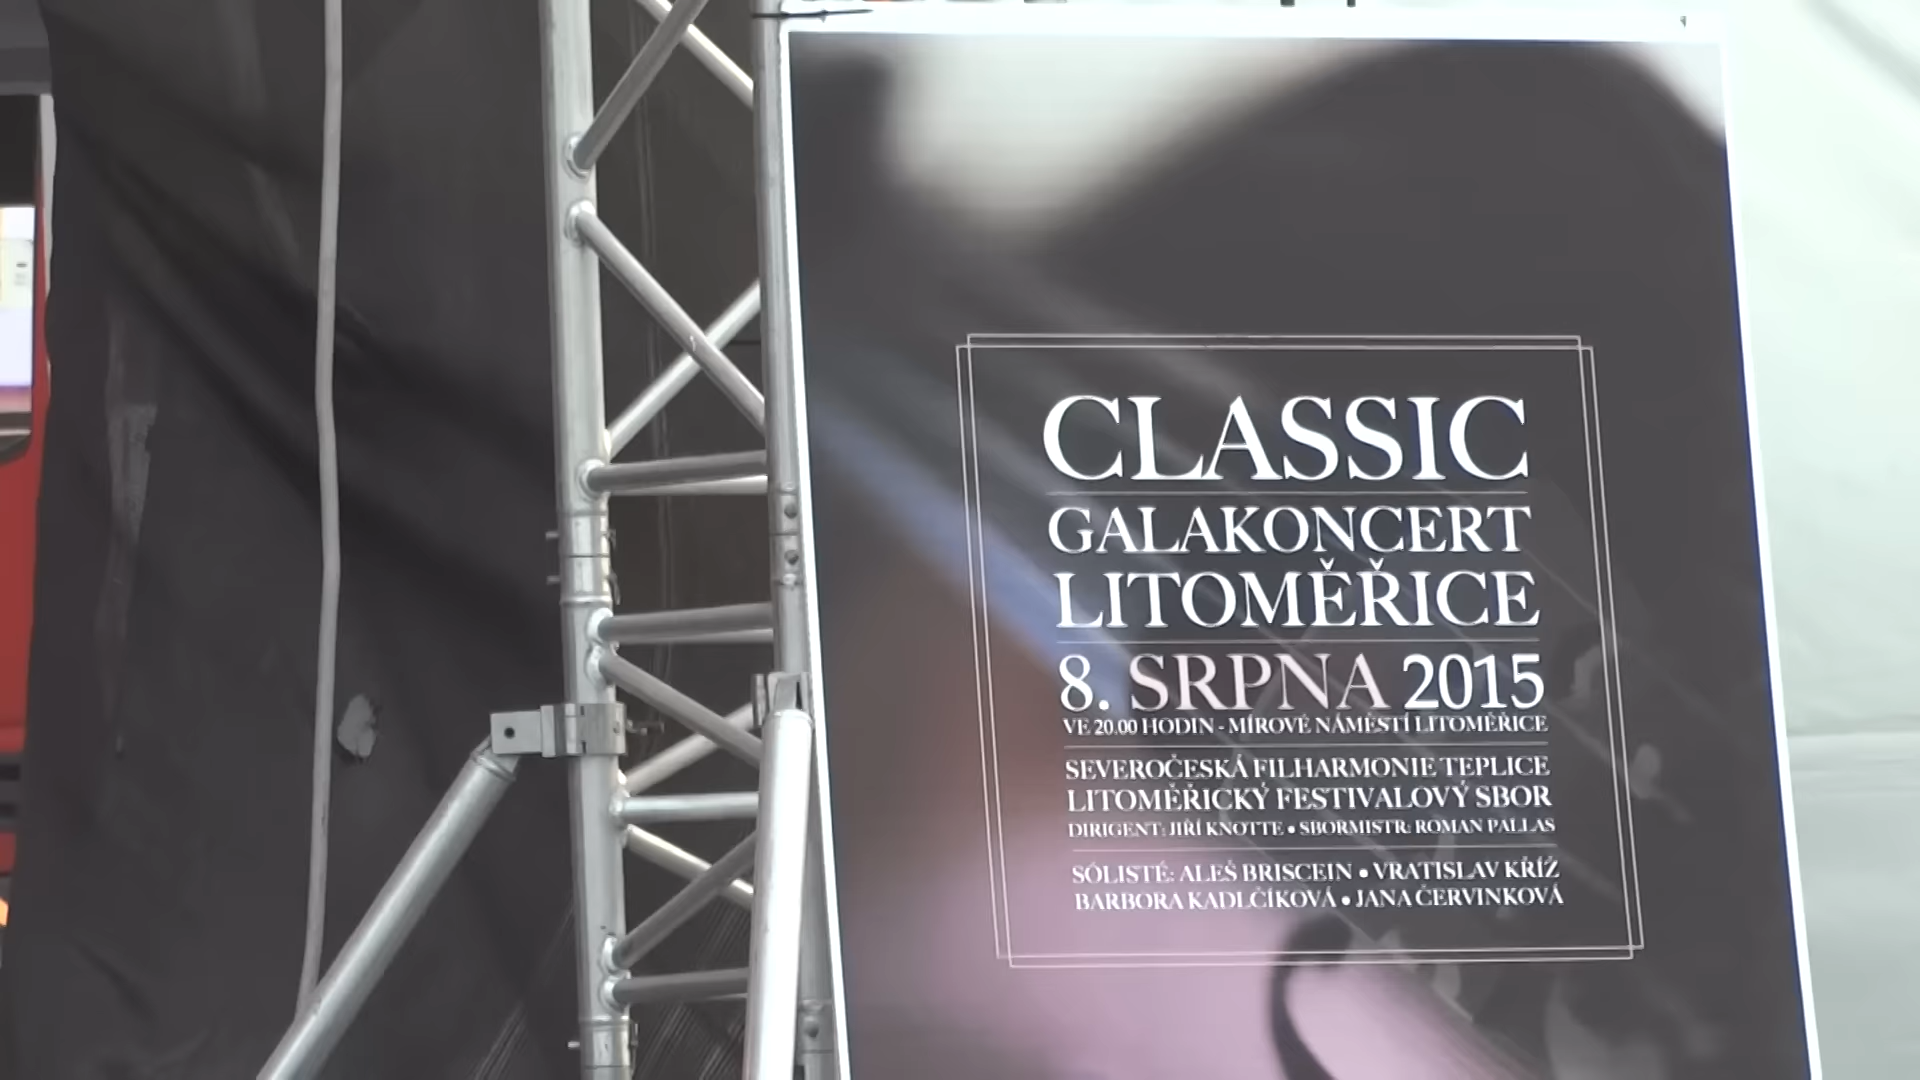 CLASSIC
GALAKONCERT
LITOMĚŘICE
8. SRPNA 2015
VE 20.00 HODIN - MÍROVÉ NÁMĚSTÍ LITOMĚŘICE
SEVEROČESKÁ FILHARMONIE TEPLICE
LITOMĚŘICKÝ FESTIVALOVÝ SBOR
DIRIGENT: JIŘÍ KNOTTE • SBORMISTR: ROMAN PALLAS
SÓLISTÉ: ALEŠ BRISCEIN • VRATISLAV KŘÍŽ
BARBORA KADLČÍKOVÁ • JANA ČERVINKOVÁ